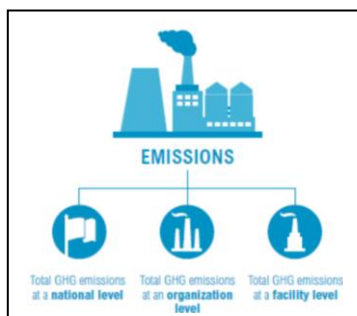 EMISSIONS
Total GHG emissions
at a national level
Total GHG emissions
at an organization
level
Total GHG emissions
at a facility level